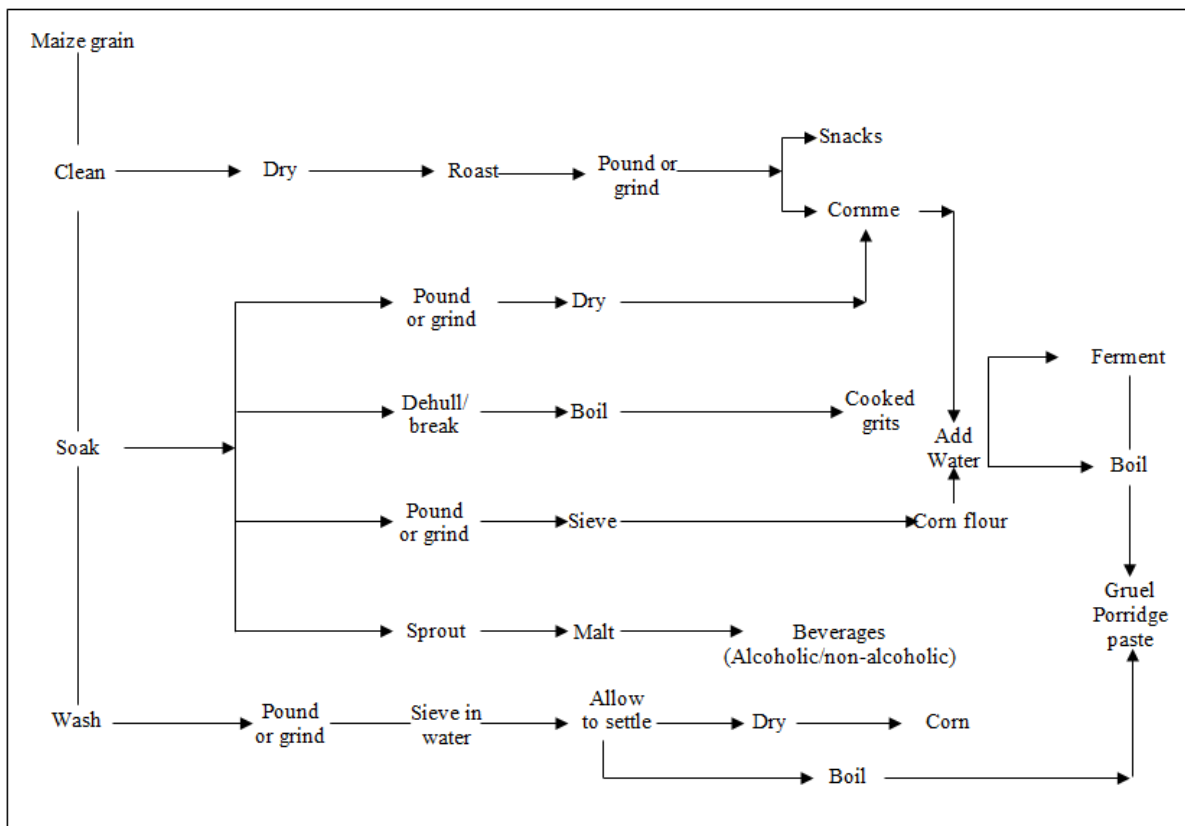 Maize grain
Snacks
Clean
Dry
Roast
Pound or
grind
Cornme
Pound
or grind
Dry
Ferment
Dehull/
break
Boil
Cooked
grits
Soak
Add
Water
Boil
Pound
or grind
Sieve
Corn flour
Gruel
Porridge
paste
Sprout
Malt
Beverages
(Alcoholic/non-alcoholic)
Wash
Pound
or grind
Sieve in
water
Allow
to settle
Dry
Corn
Boil